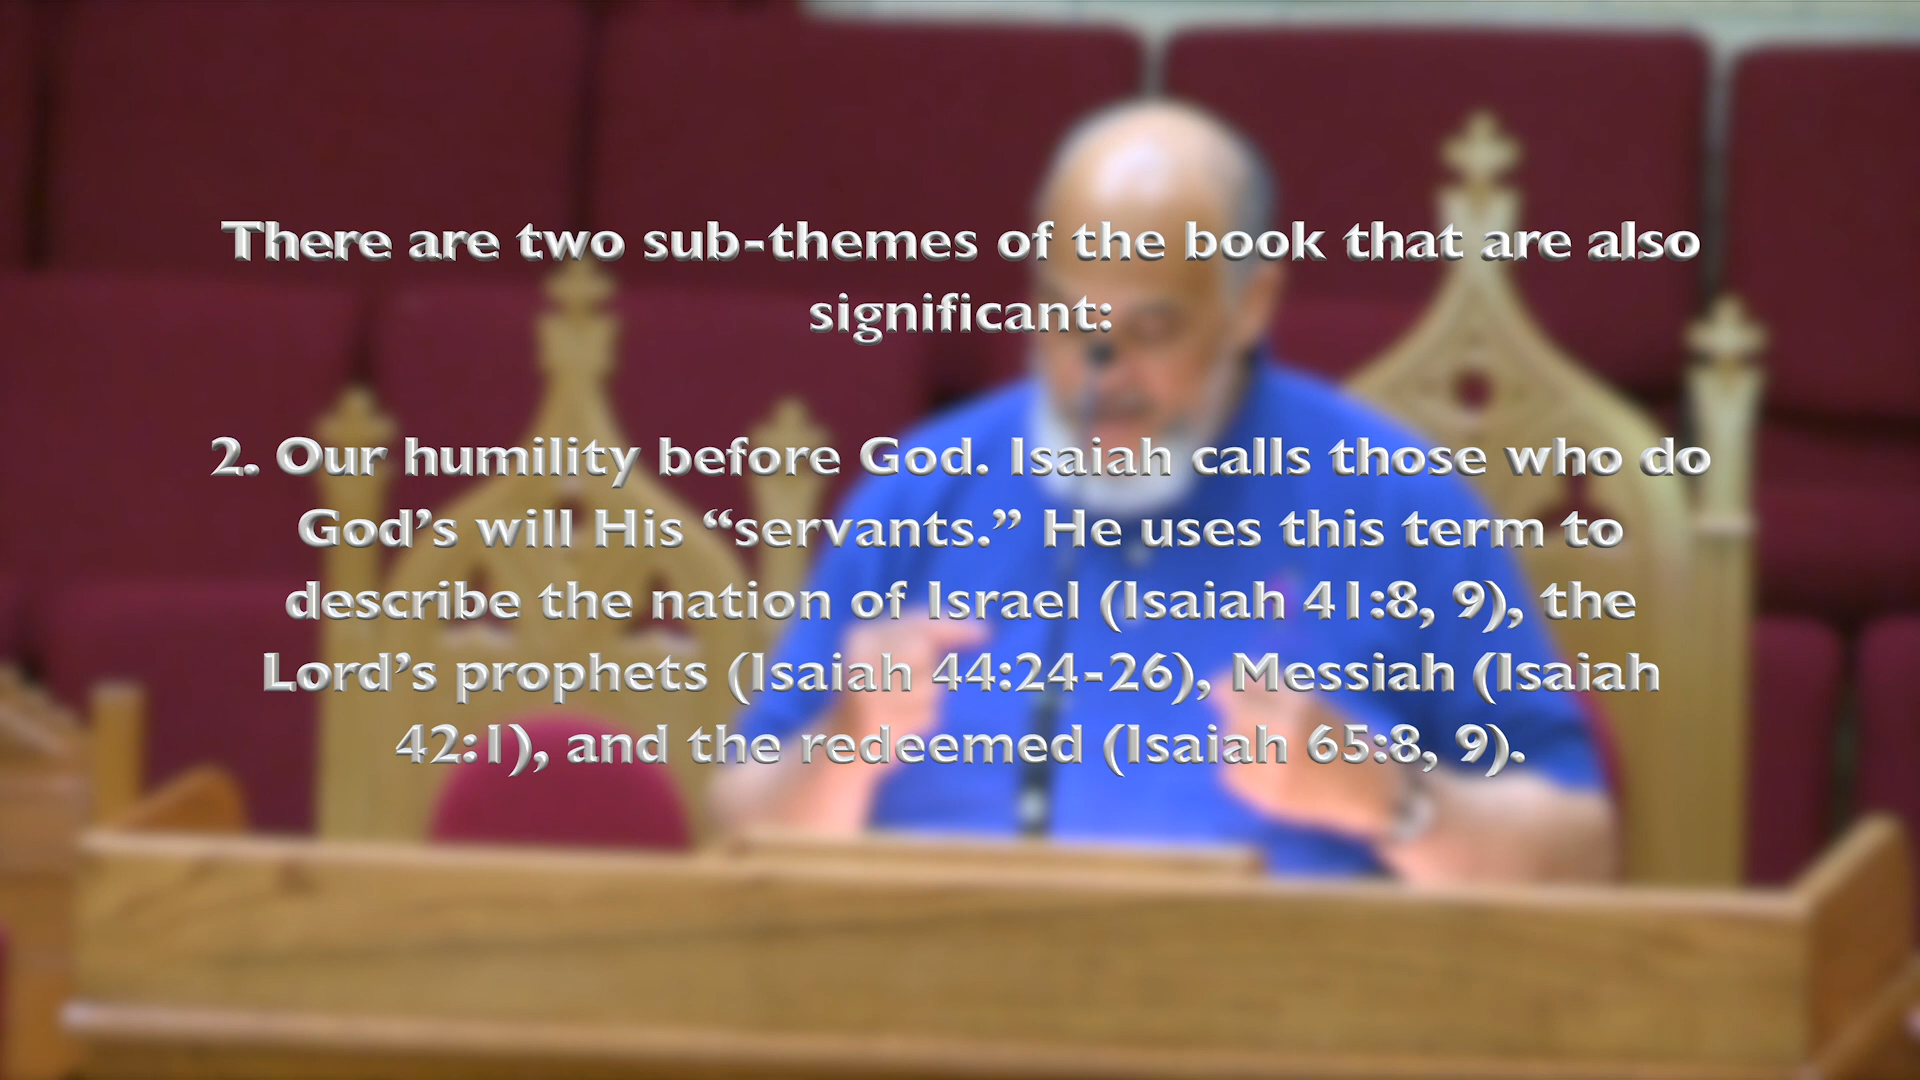 There are two sub-themes of the book that are also
significant:
2. Our humility before God. Isaiah calls those who do
God’s will His “servants.” He uses this term to
describe the nation of Israel (Isaiah 41:8, 9), the
Lord’s prophets (Isaiah 44:24-26), Messiah (Isaiah
42:1), and the redeemed (Isaiah 65:8, 9).